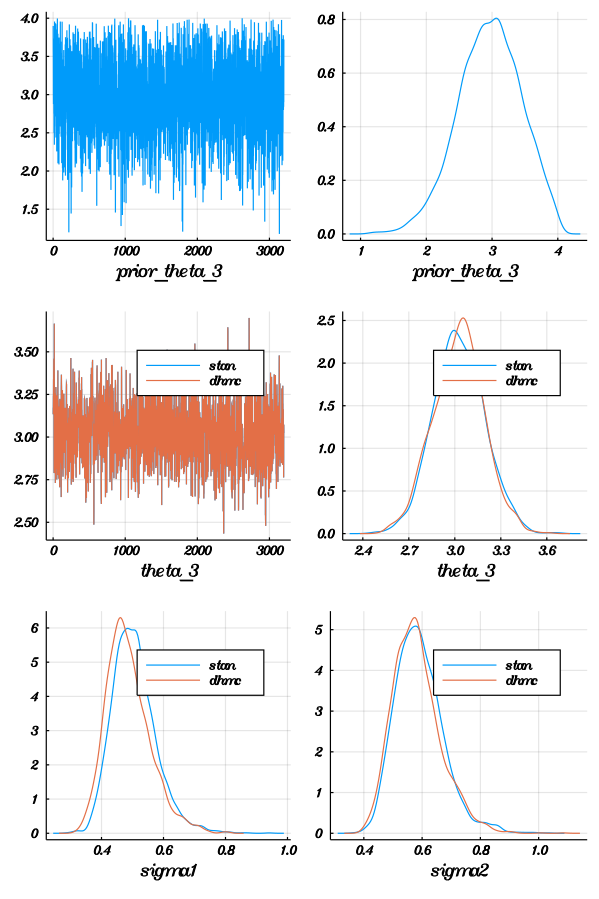 4.0
3.5
3.0
2.5
2.0
1.5
0 1000 2000 3000
prior_theta_3
0.8
0.6
0.4
0.2
0.0
1 2 3 4
prior_theta_3
3.50
3.25
3.00
2.75
2.50
stan
dhmc
0 1000 2000 3000
theta_3
2.5
2.0
1.5
1.0
0.5
0.0
stan
dhmc
2.4 2.7 3.0 3.3 3.6
theta_3
6
5
4
3
2
1
0
stan
dhmc
0.4 0.6 0.8 1.0
sigma1
5
4
3
2
1
0
stan
dhmc
0.4 0.6 0.8 1.0
sigma2